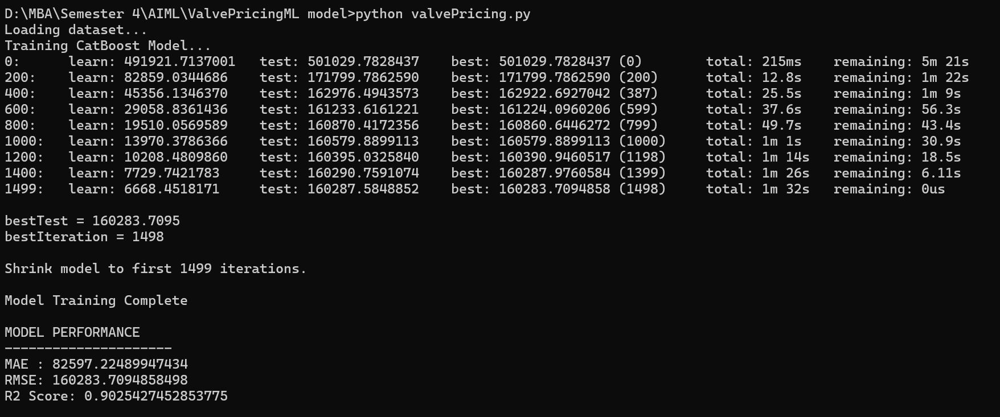 D:\MBA\Semester 4\AIML\ValvePricingML model>python valvePricing.py
Loading dataset...
Training CatBoost Model...
0: learn: 491921.7137001 test: 501029.7828437 best: 501029.7828437 (0) total: 215ms remaining: 5m 21s
200: learn: 82859.0344686 test: 171799.7862590 best: 171799.7862590 (200) total: 12.8s remaining: 1m 22s
400: learn: 45356.1346370 test: 162976.4943573 best: 162922.6927042 (387) total: 25.5s remaining: 1m 9s
600: learn: 29058.8361436 test: 161233.6161221 best: 161224.0960206 (599) total: 37.6s remaining: 56.3s
800: learn: 19510.0569589 test: 160870.4172356 best: 160860.6446272 (799) total: 49.7s remaining: 43.4s
1000: learn: 13970.3786366 test: 160579.8899113 best: 160579.8899113 (1000) total: 1m 1s remaining: 30.9s
1200: learn: 10208.4809860 test: 160395.0325840 best: 160390.9460517 (1198) total: 1m 14s remaining: 18.5s
1400: learn: 7729.7421783 test: 160290.7591074 best: 160287.9760584 (1399) total: 1m 26s remaining: 6.11s
1499: learn: 6668.4518171 test: 160287.5848852 best: 160283.7094858 (1498) total: 1m 32s remaining: 0us
bestTest = 160283.7095
bestIteration = 1498
Shrink model to first 1499 iterations.
Model Training Complete
MODEL PERFORMANCE
---------------------
MAE : 82597.22489947434
RMSE: 160283.7094858498
R2 Score: 0.9025427452853775